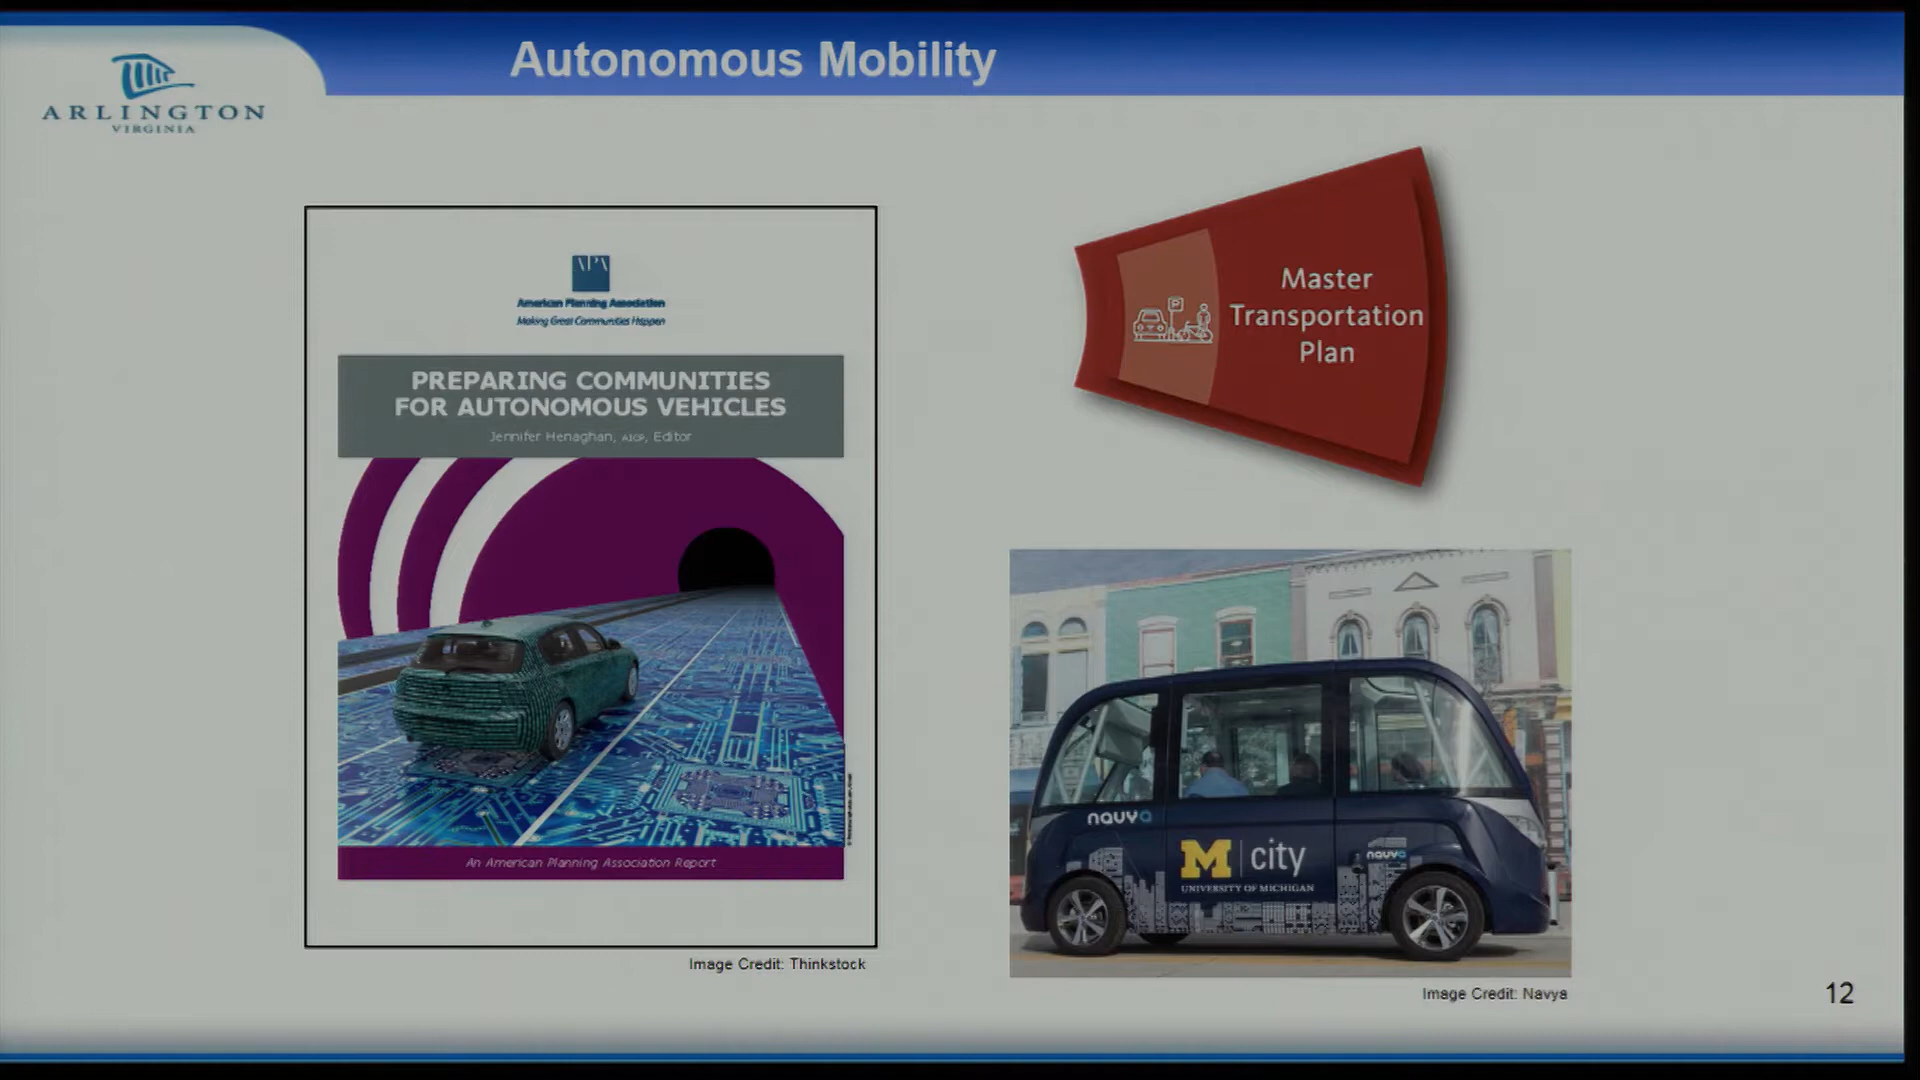 Autonomous Mobility
ARLINGTON
VIRGINIA
APA
American Planning Association
Making Great Communities Happen
PREPARING COMMUNITIES
FOR AUTONOMOUS VEHICLES
Jennifer Henaghan, AICP, Editor
An American Planning Association Report
Image Credit: Thinkstock
P
Master
Transportation
Plan
navya
M city
navya
UNIVERSITY OF MICHIGAN
Image Credit: Navya
12